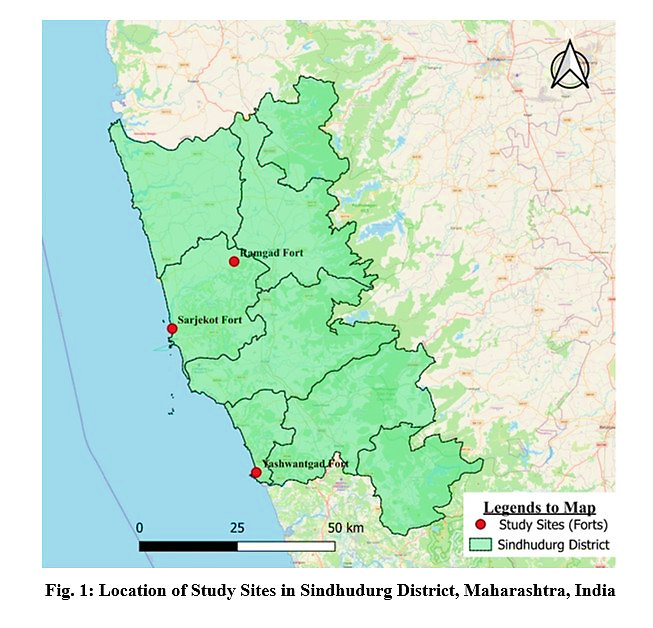 Ramgad Fort
Sarjekot Fort
Yashwantgad Fort
0 25 50 km
Legends to Map
Study Sites (Forts)
Sindhudurg District
Fig. 1: Location of Study Sites in Sindhudurg District, Maharashtra, India